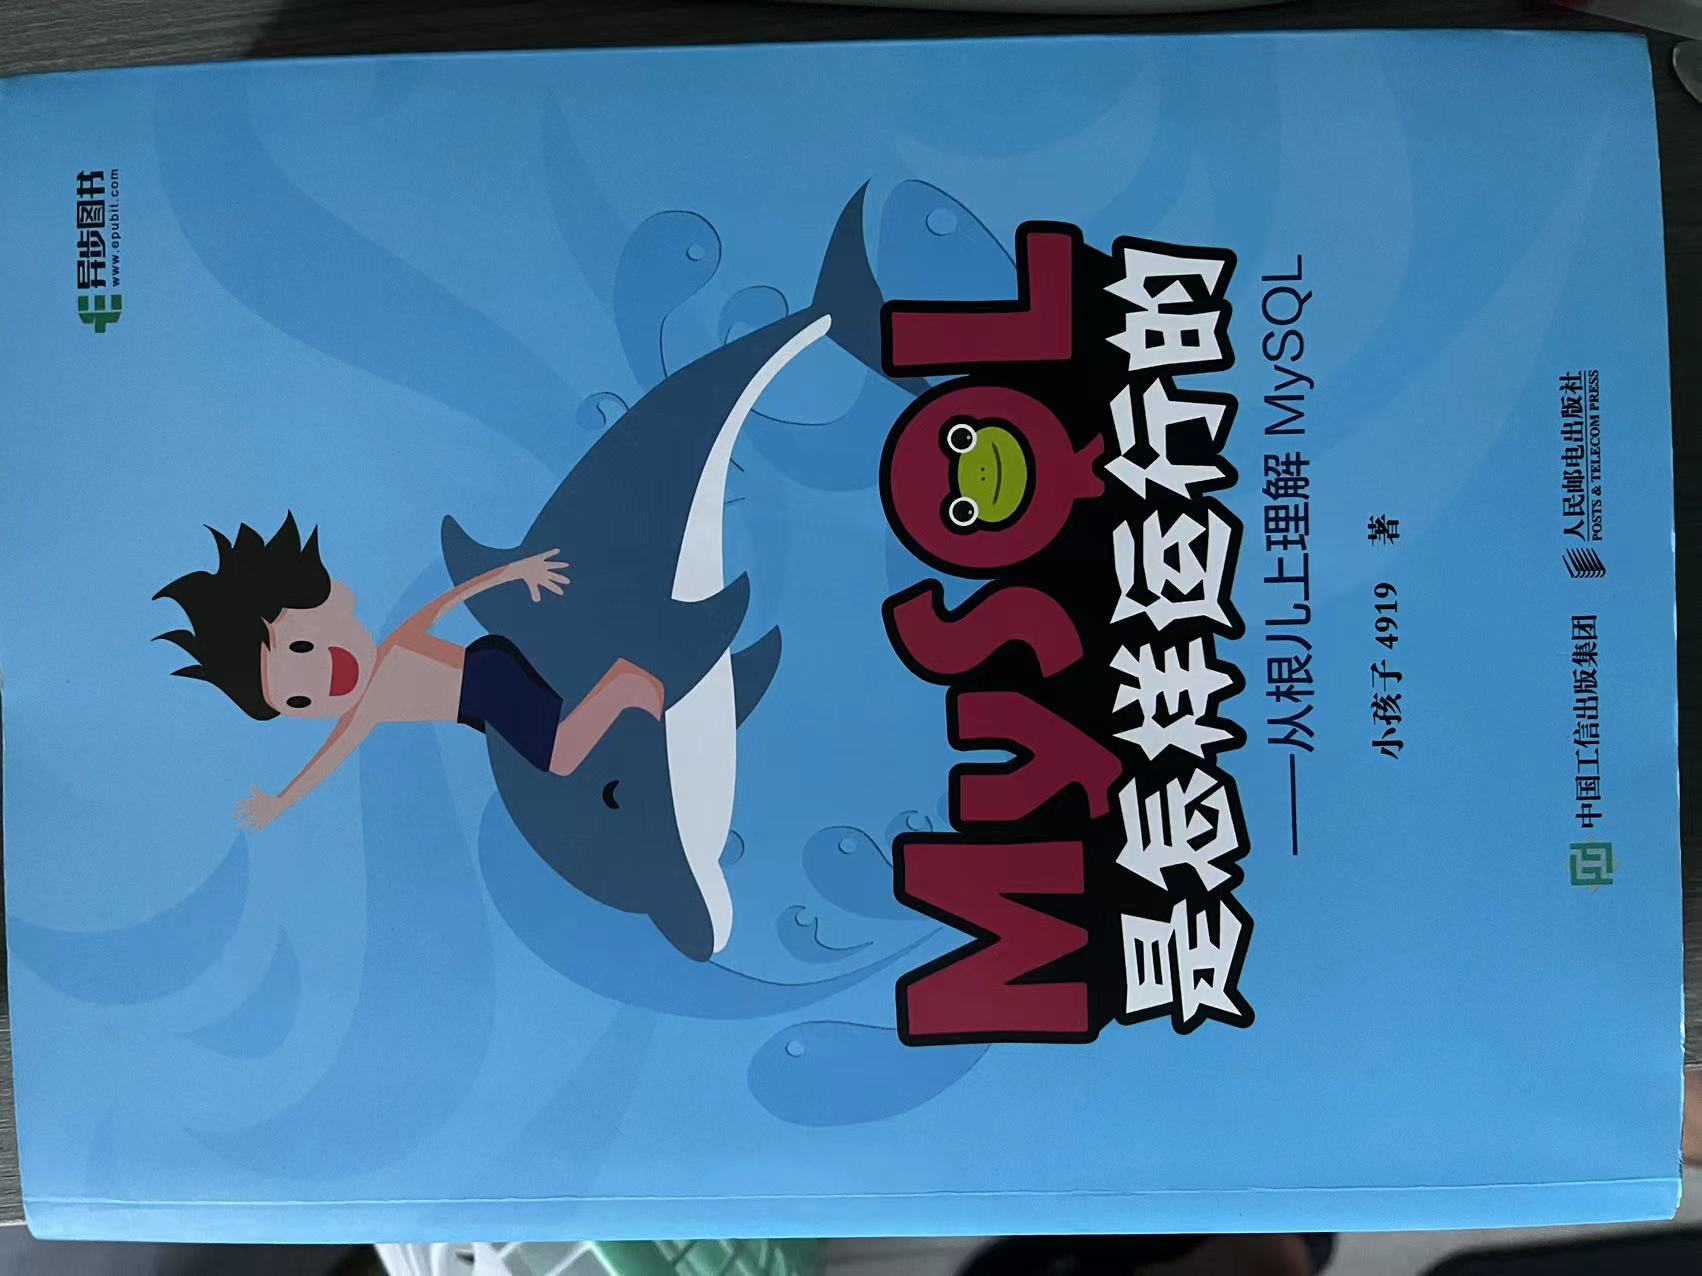 异步图书
www.epubit.com
MySQL
是怎样运行的
——从根儿上理解 MySQL
小孩子 4919 著
中国工信出版集团
人民邮电出版社
POSTS & TELECOM PRESS